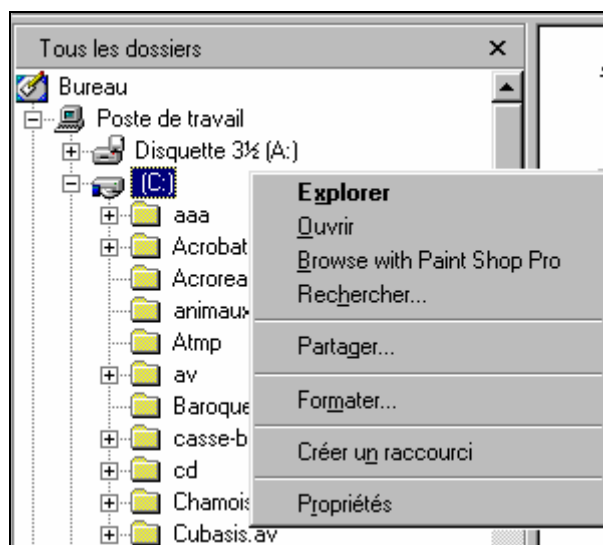 Tous les dossiers
Bureau
Poste de travail
Disquette 3½ (A:)
(C:)
aaa
Acrobat
Acrorea
animaux
Atmp
av
Baroque
casse-b
cd
Chamois
Cubasis.av
Explorer
Ouvrir
Browse with Paint Shop Pro
Rechercher...
Partager...
Formater...
Créer un raccourci
Propriétés